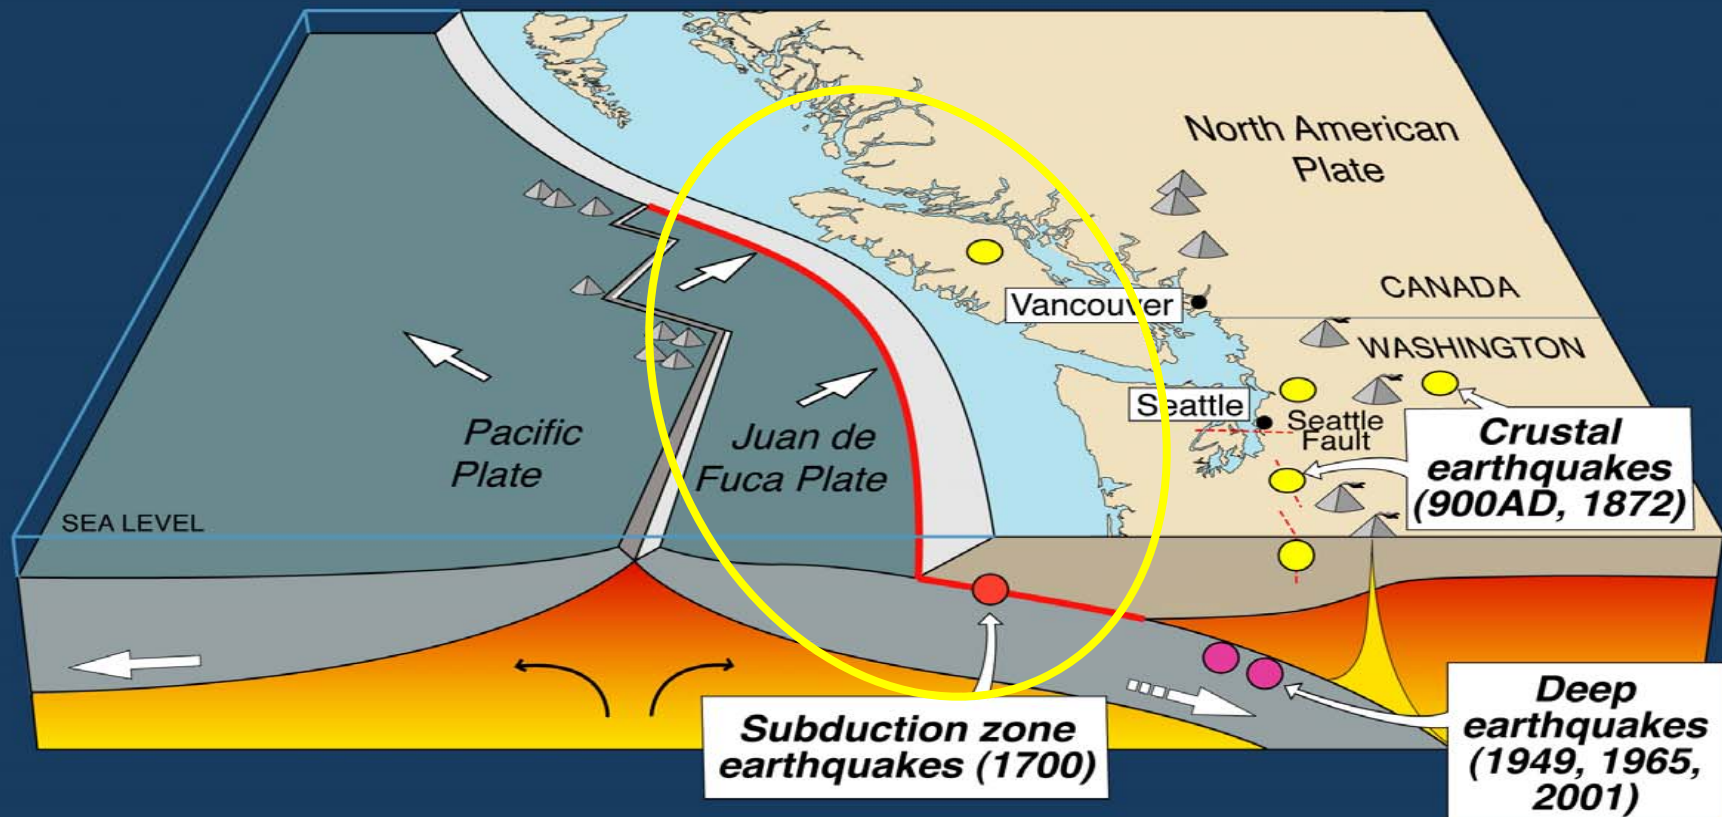 North American
Plate
CANADA
Vancouver
WASHINGTON
Seattle
Seattle
Fault
Crustal
earthquakes
(900AD, 1872)
Pacific
Plate
Juan de
Fuca Plate
SEA LEVEL
Subduction zone
earthquakes (1700)
Deep
earthquakes
(1949, 1965,
2001)